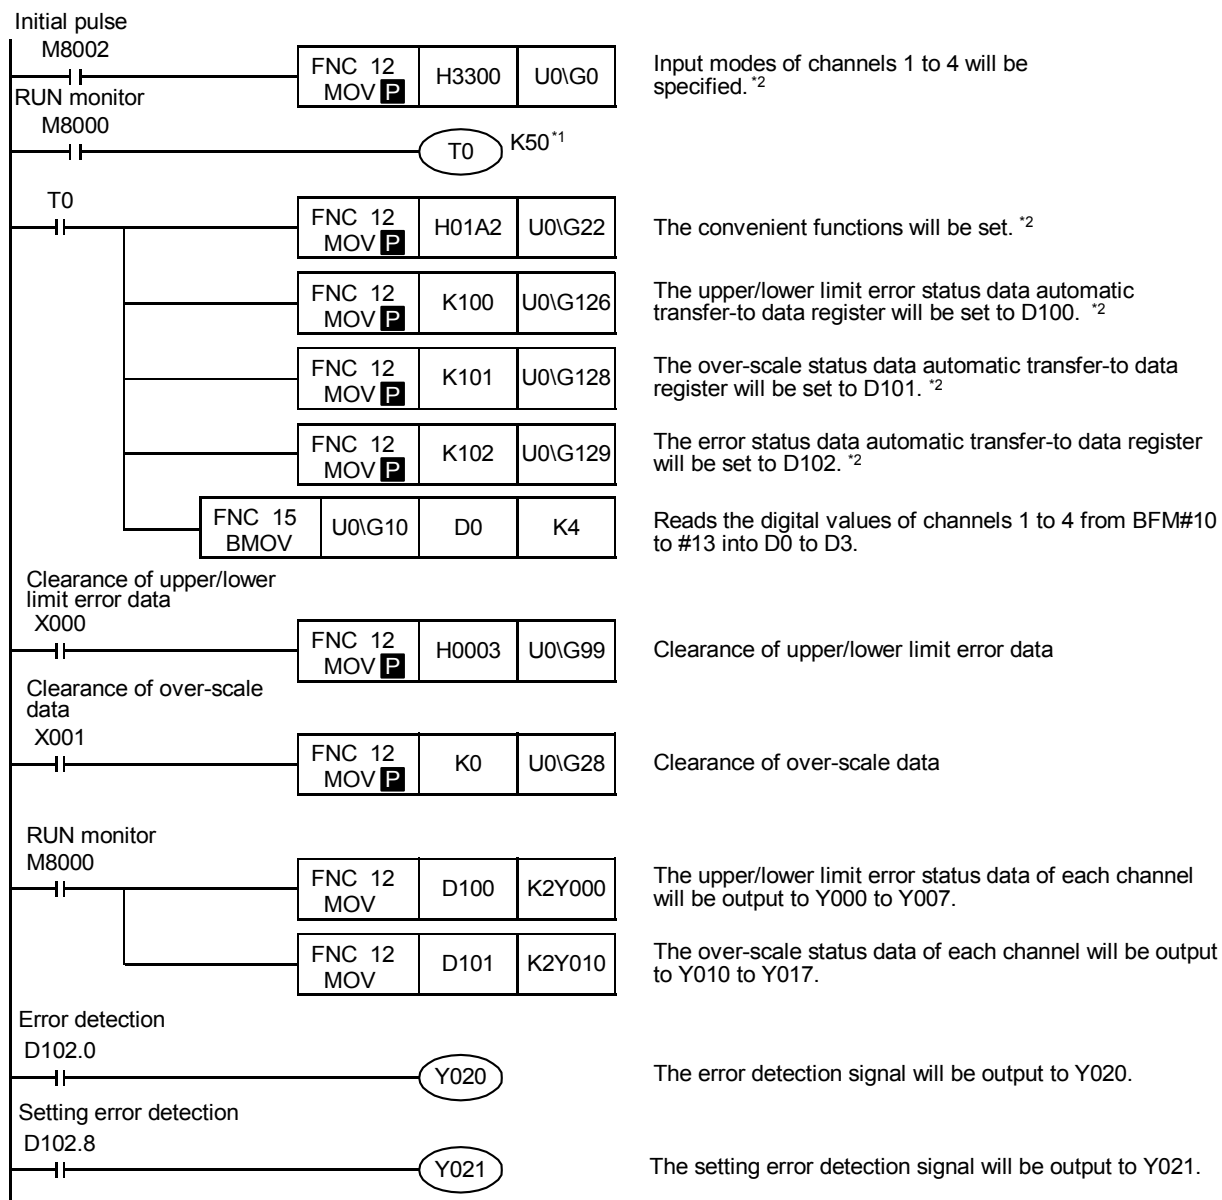 Initial pulse
M8002
FNC 12 MOV P H3300 U0\G0
Input modes of channels 1 to 4 will be
specified. *2
RUN monitor
M8000
T0 K50 *1
T0
FNC 12 MOV P H01A2 U0\G22
The convenient functions will be set. *2
FNC 12 MOV P K100 U0\G126
The upper/lower limit error status data automatic
transfer-to data register will be set to D100. *2
FNC 12 MOV P K101 U0\G128
The over-scale status data automatic transfer-to data
register will be set to D101. *2
FNC 12 MOV P K102 U0\G129
The error status data automatic transfer-to data register
will be set to D102. *2
FNC 15 BMOV U0\G10 D0 K4
Reads the digital values of channels 1 to 4 from BFM#10
to #13 into D0 to D3.
Clearance of upper/lower
limit error data
X000
FNC 12 MOV P H0003 U0\G99
Clearance of upper/lower limit error data
Clearance of over-scale
data
X001
FNC 12 MOV P K0 U0\G28
Clearance of over-scale data
RUN monitor
M8000
FNC 12 MOV D100 K2Y000
The upper/lower limit error status data of each channel
will be output to Y000 to Y007.
FNC 12 MOV D101 K2Y010
The over-scale status data of each channel will be output
to Y010 to Y017.
Error detection
D102.0
Y020
The error detection signal will be output to Y020.
Setting error detection
D102.8
Y021
The setting error detection signal will be output to Y021.